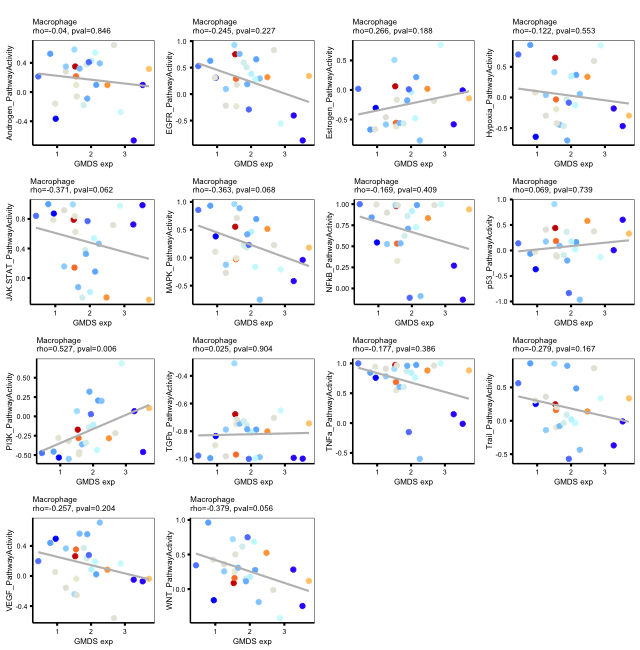 Macrophage
rho=-0.04, pval=0.846
Androgen_PathwayActivity
0.4
0.0
-0.4
1
2
3
GMDS exp
Macrophage
rho=-0.245, pval=0.227
EGFR_PathwayActivity
1.0
0.5
0.0
-0.5
1
2
3
GMDS exp
Macrophage
rho=0.266, pval=0.188
Estrogen_PathwayActivity
0.5
0.0
-0.5
1
2
3
GMDS exp
Macrophage
rho=-0.122, pval=0.553
Hypoxia_PathwayActivity
0.5
0.0
-0.5
1
2
3
GMDS exp
Macrophage
rho=-0.371, pval=0.062
JAK-STAT_PathwayActivity
0.8
0.4
0.0
1
2
3
GMDS exp
Macrophage
rho=-0.363, pval=0.068
MAPK_PathwayActivity
1.0
0.5
0.0
-0.5
1
2
3
GMDS exp
Macrophage
rho=-0.169, pval=0.409
NFkB_PathwayActivity
1.00
0.75
0.50
0.25
0.00
1
2
3
GMDS exp
Macrophage
rho=0.069, pval=0.739
p53_PathwayActivity
1.0
0.5
0.0
-0.5
-1.0
1
2
3
GMDS exp
Macrophage
rho=0.527, pval=0.006
PI3K_PathwayActivity
0.50
0.25
0.00
-0.25
-0.50
1
2
3
GMDS exp
Macrophage
rho=0.025, pval=0.904
TGFb_PathwayActivity
-0.4
-0.6
-0.8
-1.0
1
2
3
GMDS exp
Macrophage
rho=-0.177, pval=0.386
TNFa_PathwayActivity
1.0
0.5
0.0
-0.5
1
2
3
GMDS exp
Macrophage
rho=-0.279, pval=0.167
Trail_PathwayActivity
0.5
0.0
-0.5
1
2
3
GMDS exp
Macrophage
rho=-0.257, pval=0.204
VEGF_PathwayActivity
0.4
0.0
-0.4
1
2
3
GMDS exp
Macrophage
rho=-0.379, pval=0.056
WNT_PathwayActivity
1.0
0.5
0.0
1
2
3
GMDS exp